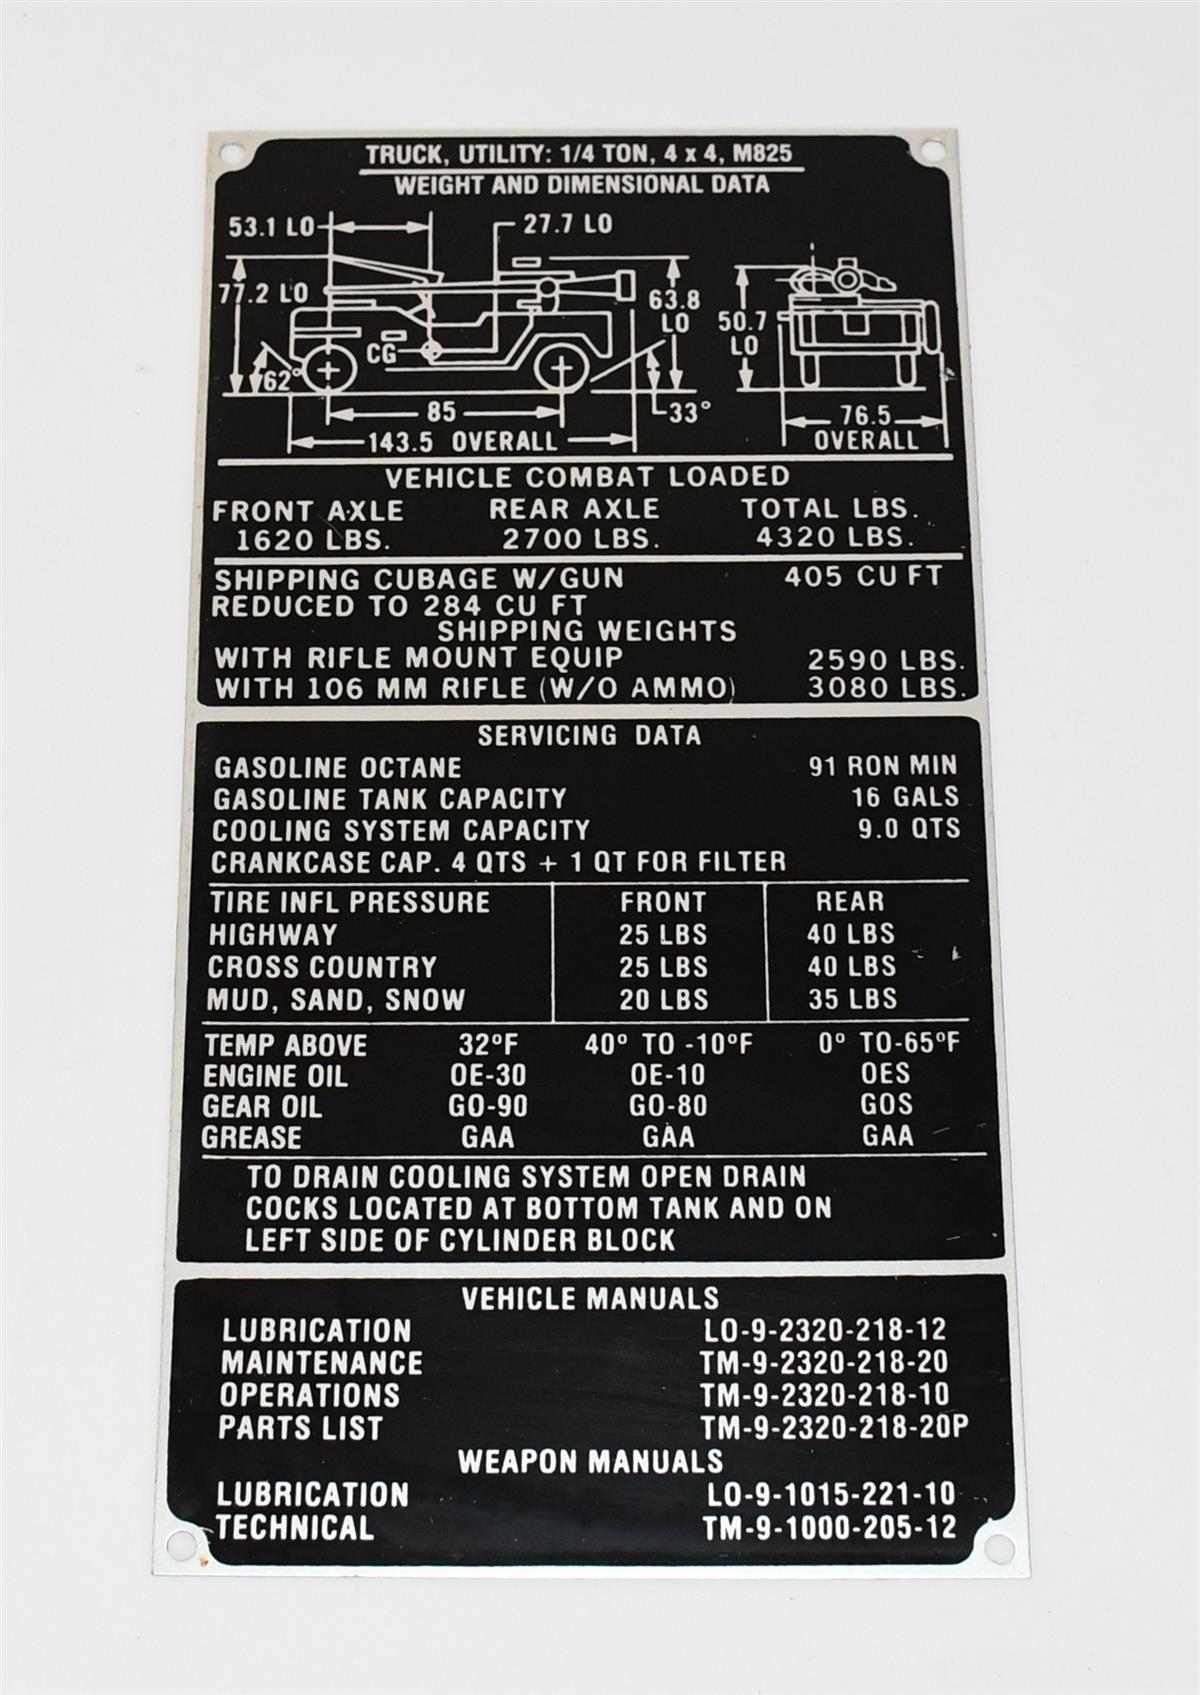 TRUCK, UTILITY: 1/4 TON, 4 x 4, M825
WEIGHT AND DIMENSIONAL DATA
53.1 LO
27.7 LO
77.2 LO
63.8
LO
50.7
LO
CG
62°
85
33°
76.5
143.5 OVERALL
OVERALL
VEHICLE COMBAT LOADED
FRONT AXLE REAR AXLE TOTAL LBS.
1620 LBS. 2700 LBS. 4320 LBS.
SHIPPING CUBAGE W/GUN 405 CU FT
REDUCED TO 284 CU FT
SHIPPING WEIGHTS
WITH RIFLE MOUNT EQUIP 2590 LBS.
WITH 106 MM RIFLE (W/O AMMO) 3080 LBS.
SERVICING DATA
GASOLINE OCTANE 91 RON MIN
GASOLINE TANK CAPACITY 16 GALS
COOLING SYSTEM CAPACITY 9.0 QTS
CRANKCASE CAP. 4 QTS + 1 QT FOR FILTER
TIRE INFL PRESSURE FRONT REAR
HIGHWAY 25 LBS 40 LBS
CROSS COUNTRY 25 LBS 40 LBS
MUD, SAND, SNOW 20 LBS 35 LBS
TEMP ABOVE 32°F 40° TO -10°F 0° TO-65°F
ENGINE OIL OE-30 OE-10 OES
GEAR OIL GO-90 GO-80 GOS
GREASE GAA GAA GAA
TO DRAIN COOLING SYSTEM OPEN DRAIN
COCKS LOCATED AT BOTTOM TANK AND ON
LEFT SIDE OF CYLINDER BLOCK
VEHICLE MANUALS
LUBRICATION LO-9-2320-218-12
MAINTENANCE TM-9-2320-218-20
OPERATIONS TM-9-2320-218-10
PARTS LIST TM-9-2320-218-20P
WEAPON MANUALS
LUBRICATION LO-9-1015-221-10
TECHNICAL TM-9-1000-205-12